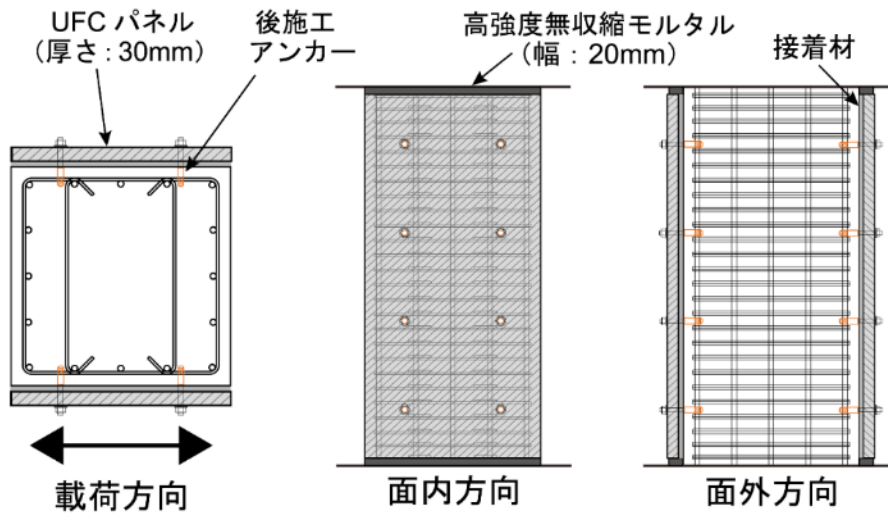 UFC パネル
(厚さ：30mm)
後施工
アンカー
高強度無収縮モルタル
(幅：20mm)
接着材
載荷方向
面内方向
面外方向